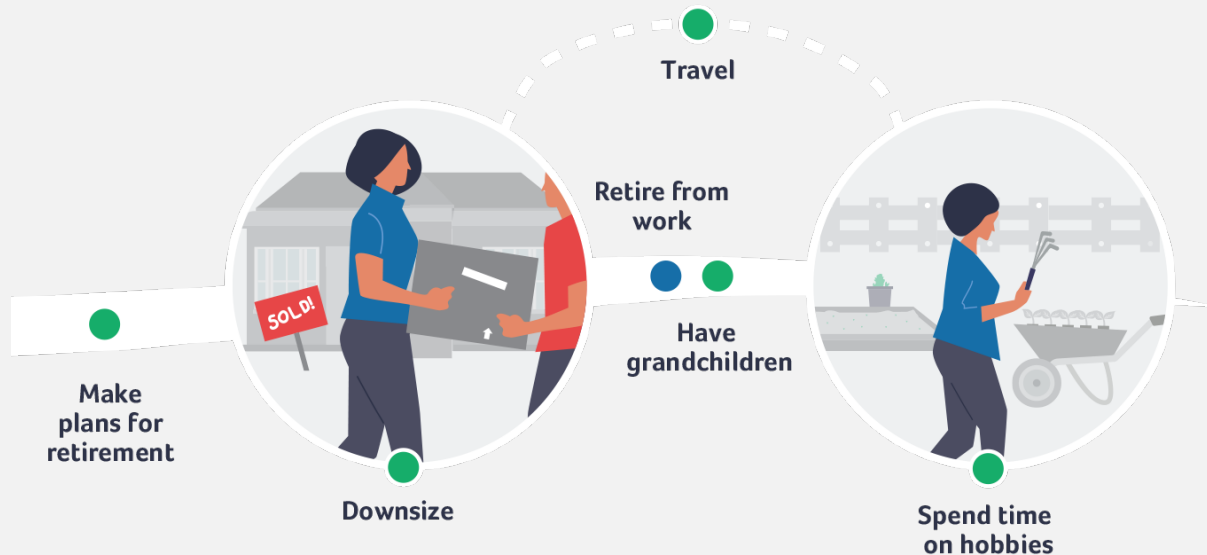 Travel
Make
plans for
retirement
SOLD!
Downsize
Retire from
work
Have
grandchildren
Spend time
on hobbies